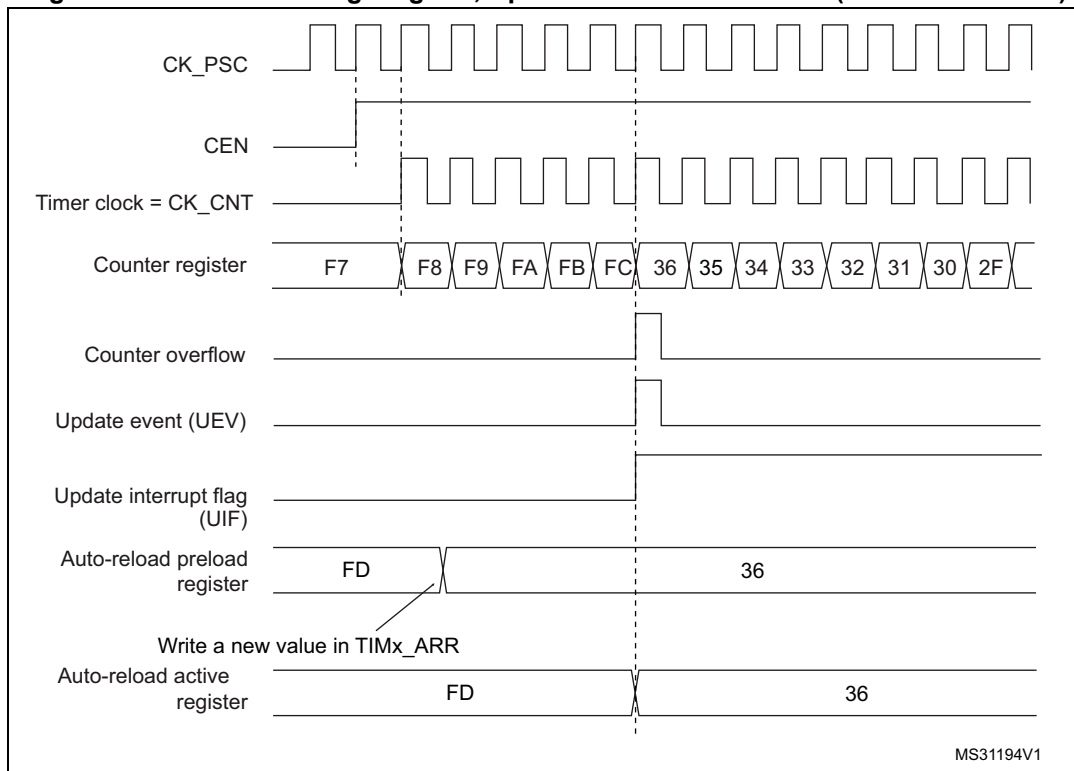 CK_PSC
CEN
Timer clock = CK_CNT
Counter register
F7 F8 F9 FA FB FC 36 35 34 33 32 31 30 2F
Counter overflow
Update event (UEV)
Update interrupt flag
(UIF)
Auto-reload preload
register
FD 36
Write a new value in TIMx_ARR
Auto-reload active
register
FD 36
MS31194V1